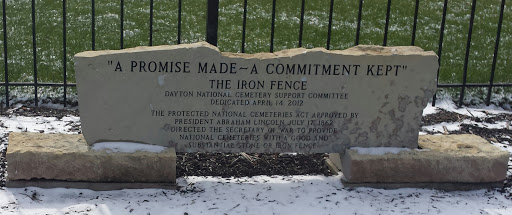 "A PROMISE MADE ~ A COMMITMENT KEPT"
THE IRON FENCE
DAYTON NATIONAL CEMETERY SUPPORT COMMITTEE
DEDICATED APRIL 14, 2012
THE PROTECTED NATIONAL CEMETERIES ACT APPROVED BY
PRESIDENT ABRAHAM LINCOLN, JULY 17, 1862
DIRECTED THE SECRETARY OF WAR TO PROVIDE
NATIONAL CEMETERIES WITH A GOOD AND
"SUBSTANTIAL STONE OR IRON FENCE"